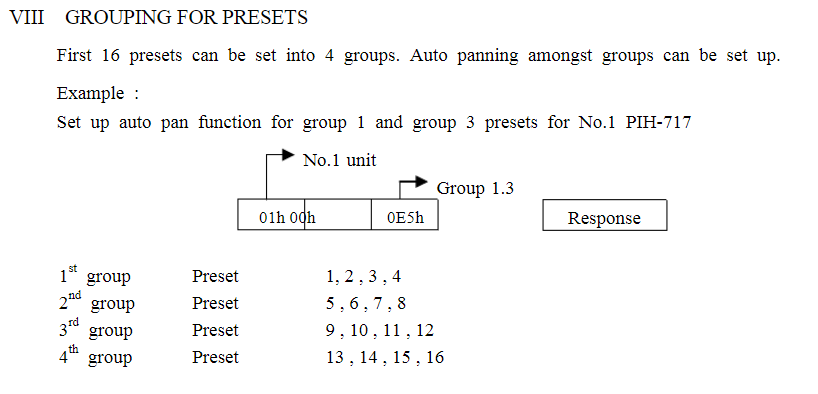 VIII GROUPING FOR PRESETS
First 16 presets can be set into 4 groups. Auto panning amongst groups can be set up.
Example :
Set up auto pan function for group 1 and group 3 presets for No.1 PIH-717
No.1 unit
Group 1.3
01h 00h 0E5h Response
1st group Preset 1, 2 , 3 , 4
2nd group Preset 5 , 6 , 7 , 8
3rd group Preset 9 , 10 , 11 , 12
4th group Preset 13 , 14 , 15 , 16